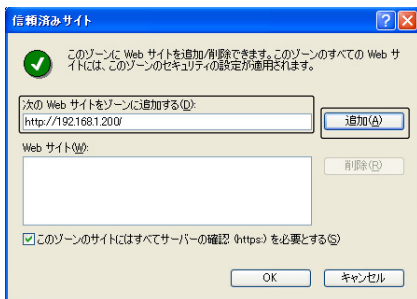 信頼済みサイト
このゾーンに Web サイトを追加/削除できます。このゾーンのすべての Web サ
イトには、このゾーンのセキュリティの設定が適用されます。
次の Web サイトをゾーンに追加する(D):
http://192.168.1.200/
追加(A)
Web サイト(W):
削除(R)
このゾーンのサイトにはすべてサーバーの確認 (https:) を必要とする(S)
OK
キャンセル